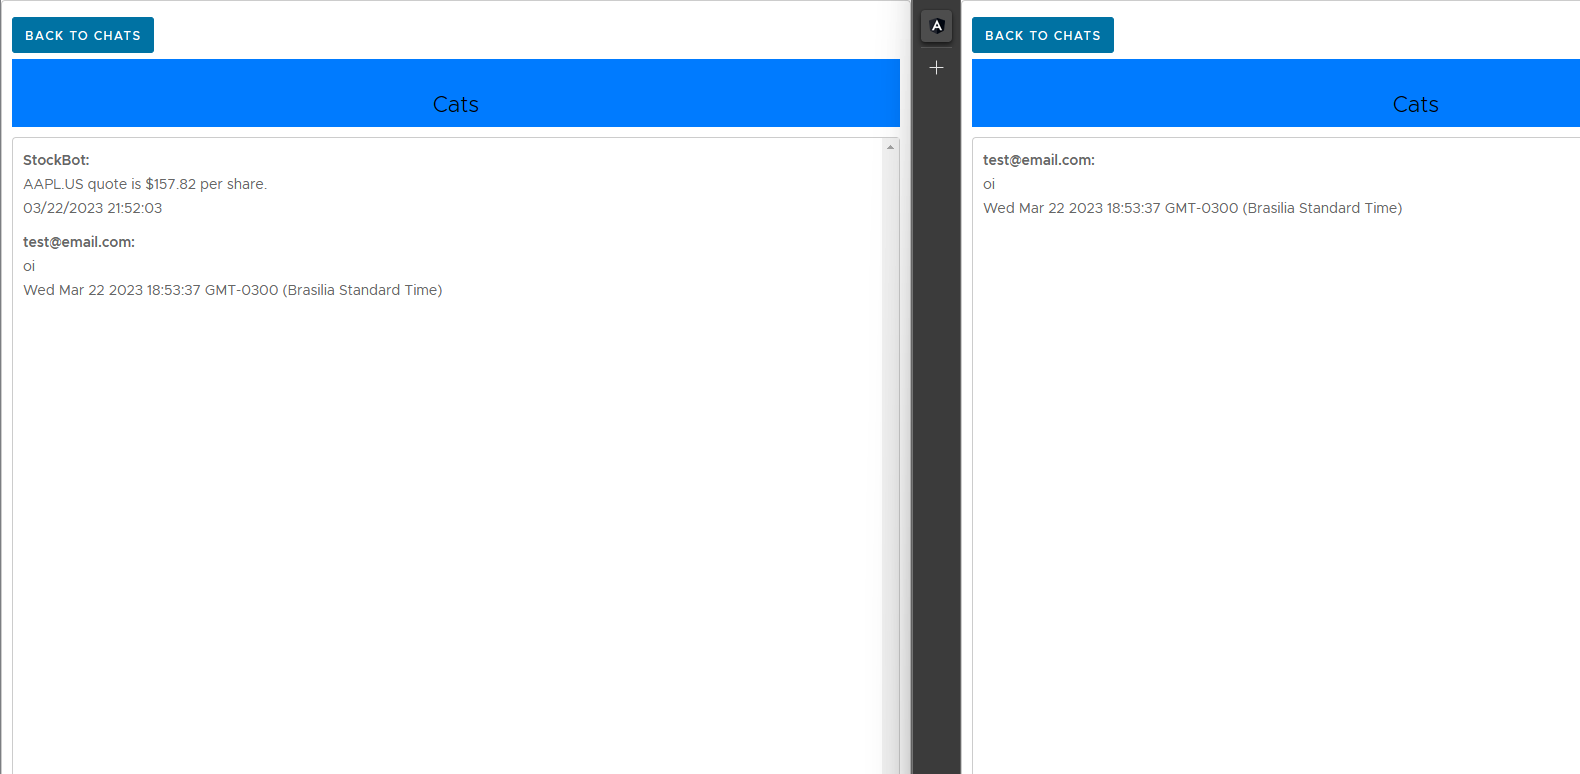 BACK TO CHATS
Cats
StockBot:
AAPL.US quote is $157.82 per share.
03/22/2023 21:52:03
test@email.com:
oi
Wed Mar 22 2023 18:53:37 GMT-0300 (Brasilia Standard Time)
A
BACK TO CHATS
Cats
test@email.com:
oi
Wed Mar 22 2023 18:53:37 GMT-0300 (Brasilia Standard Time)